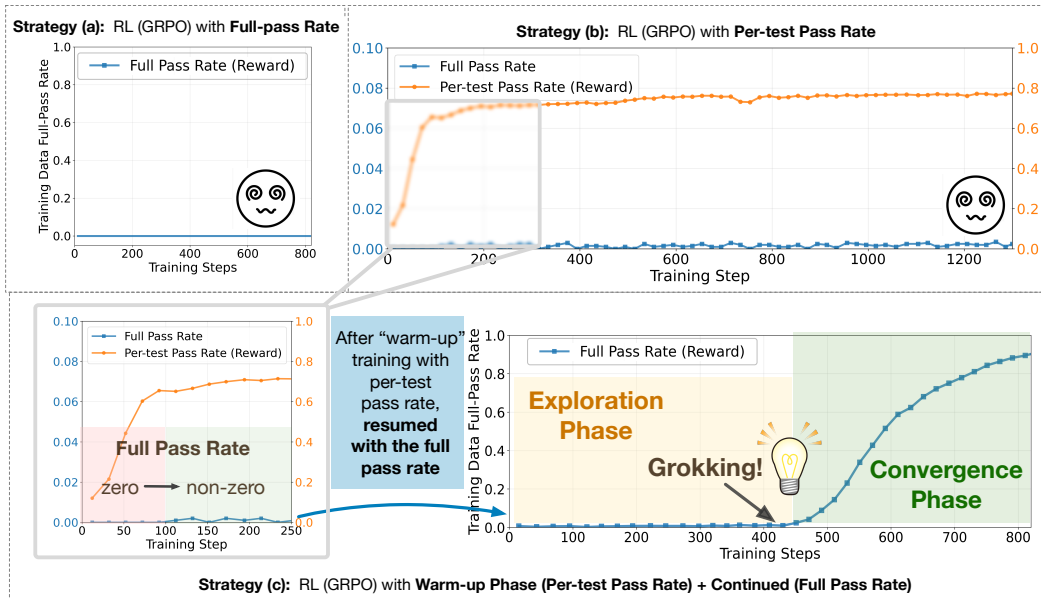 Strategy (a): RL (GRPO) with Full-pass Rate
Training Data Full-Pass Rate
1.0
0.8
0.6
0.4
0.2
0.0
Full Pass Rate (Reward)
0 200 400 600 800
Training Steps
Strategy (b): RL (GRPO) with Per-test Pass Rate
0.10
0.08
0.06
0.04
0.02
0.00
Full Pass Rate
Per-test Pass Rate (Reward)
1.0
0.8
0.6
0.4
0.2
0.0
0 200 400 600 800 1000 1200
Training Step
0.10
0.08
0.06
0.04
0.02
0.00
Full Pass Rate
Per-test Pass Rate (Reward)
1.0
0.8
0.6
0.4
0.2
0.0
Full Pass Rate
zero non-zero
0 50 100 150 200 250
Training Step
After “warm-up”
training with
per-test
pass rate,
resumed
with the full
pass rate
Training Data Full-Pass Rate
1.0
0.8
0.6
0.4
0.2
0.0
Full Pass Rate (Reward)
Exploration
Phase
Grokking!
Convergence
Phase
0 100 200 300 400 500 600 700 800
Training Steps
Strategy (c): RL (GRPO) with Warm-up Phase (Per-test Pass Rate) + Continued (Full Pass Rate)